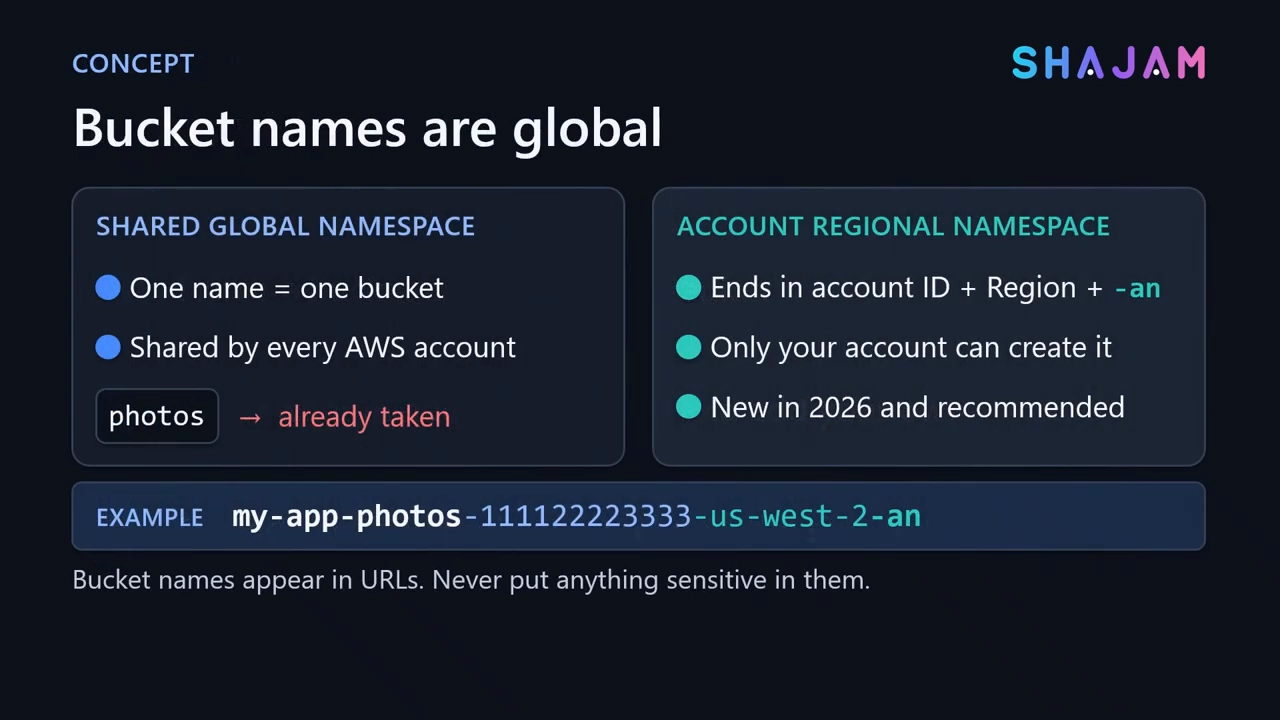 CONCEPT
SHAJAM
Bucket names are global
SHARED GLOBAL NAMESPACE
One name = one bucket
Shared by every AWS account
photos → already taken
ACCOUNT REGIONAL NAMESPACE
Ends in account ID + Region + -an
Only your account can create it
New in 2026 and recommended
EXAMPLE my-app-photos-111122223333-us-west-2-an
Bucket names appear in URLs. Never put anything sensitive in them.